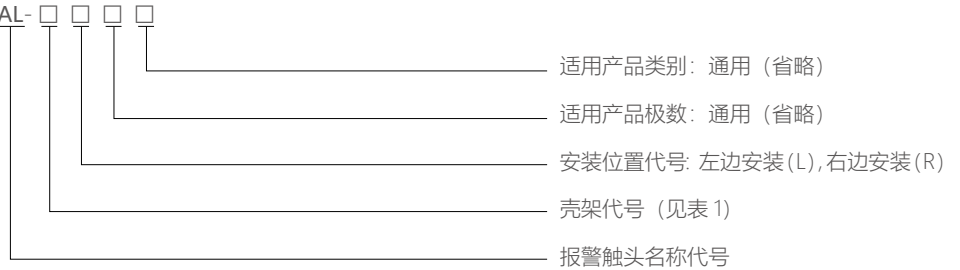 AL-□ □ □ □
适用产品类别：通用（省略）
适用产品极数：通用（省略）
安装位置代号: 左边安装(L),右边安装(R)
壳架代号（见表1)
报警触头名称代号